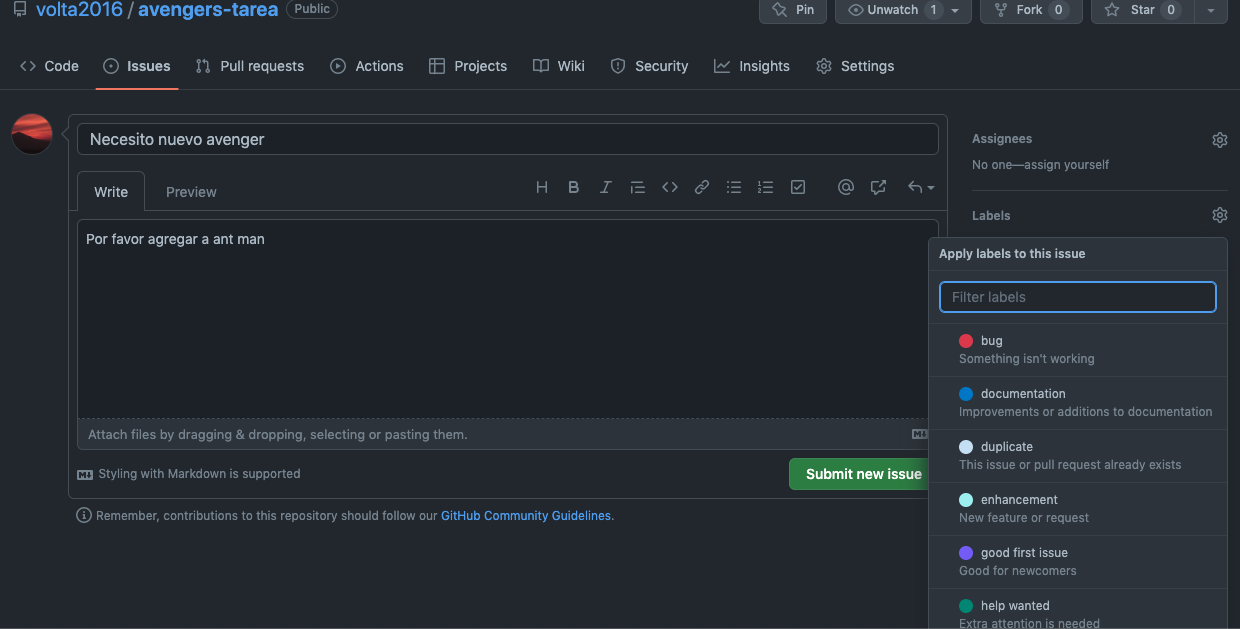 volta2016 / avengers-tarea Public
Pin Unwatch 1 Fork 0 Star 0
Code Issues Pull requests Actions Projects Wiki Security Insights Settings
Necesito nuevo avenger
Write Preview
Por favor agregar a ant man
Attach files by dragging & dropping, selecting or pasting them.
Styling with Markdown is supported
Submit new issue
Remember, contributions to this repository should follow our GitHub Community Guidelines.
Assignees
No one—assign yourself
Labels
Apply labels to this issue
Filter labels
bug
Something isn't working
documentation
Improvements or additions to documentation
duplicate
This issue or pull request already exists
enhancement
New feature or request
good first issue
Good for newcomers
help wanted
Extra attention is needed